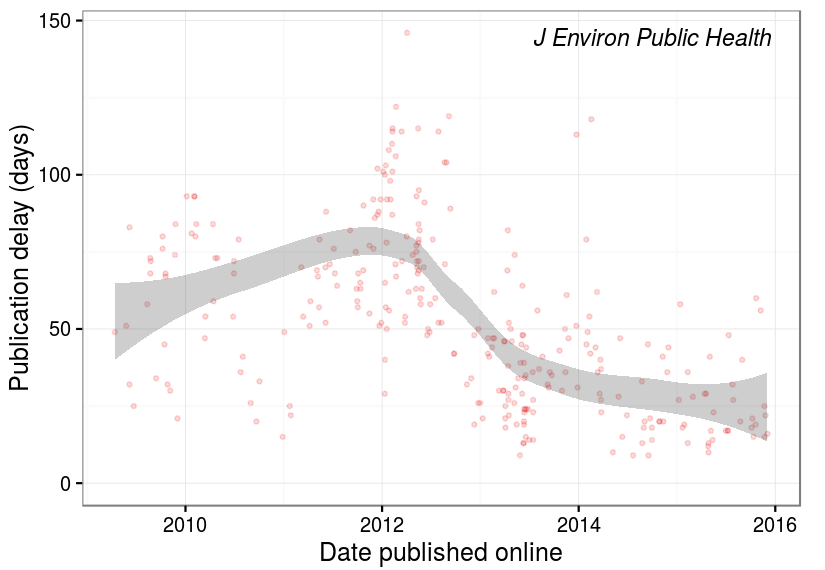 J Environ Public Health
Publication delay (days)
150
100
50
0
2010 2012 2014 2016
Date published online